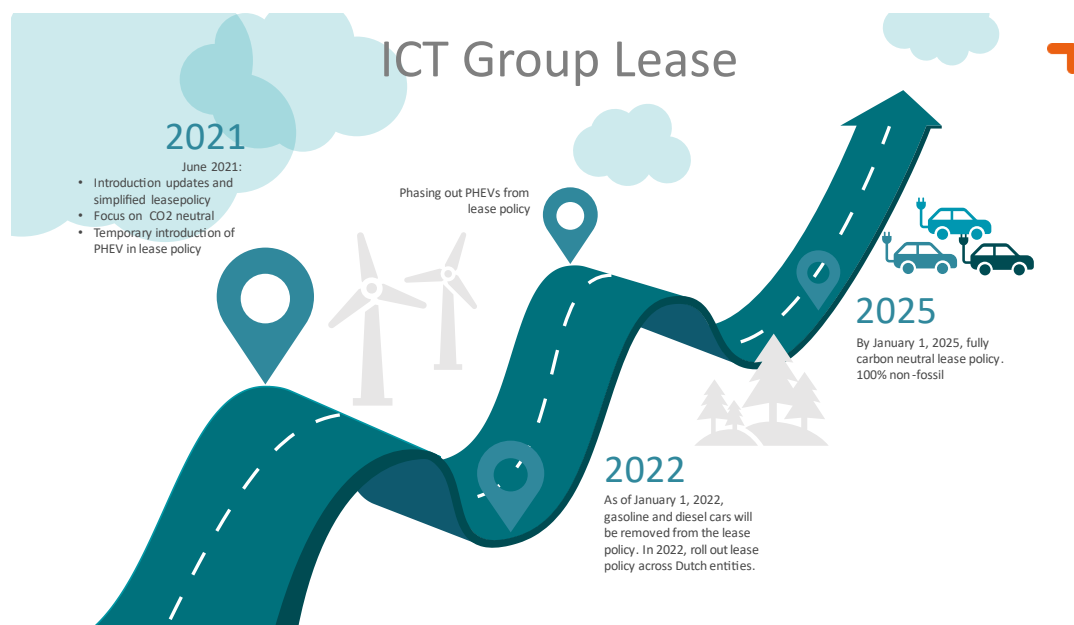 ICT Group Lease
2021
June 2021:
• Introduction updates and
simplified leasepolicy
• Focus on CO2 neutral
• Temporary introduction of
PHEV in lease policy
Phasing out PHEVs from
lease policy
2025
By January 1, 2025, fully
carbon neutral lease policy.
100% non-fossil
2022
As of January 1, 2022,
gasoline and diesel cars will
be removed from the lease
policy. In 2022, roll out lease
policy across Dutch entities.